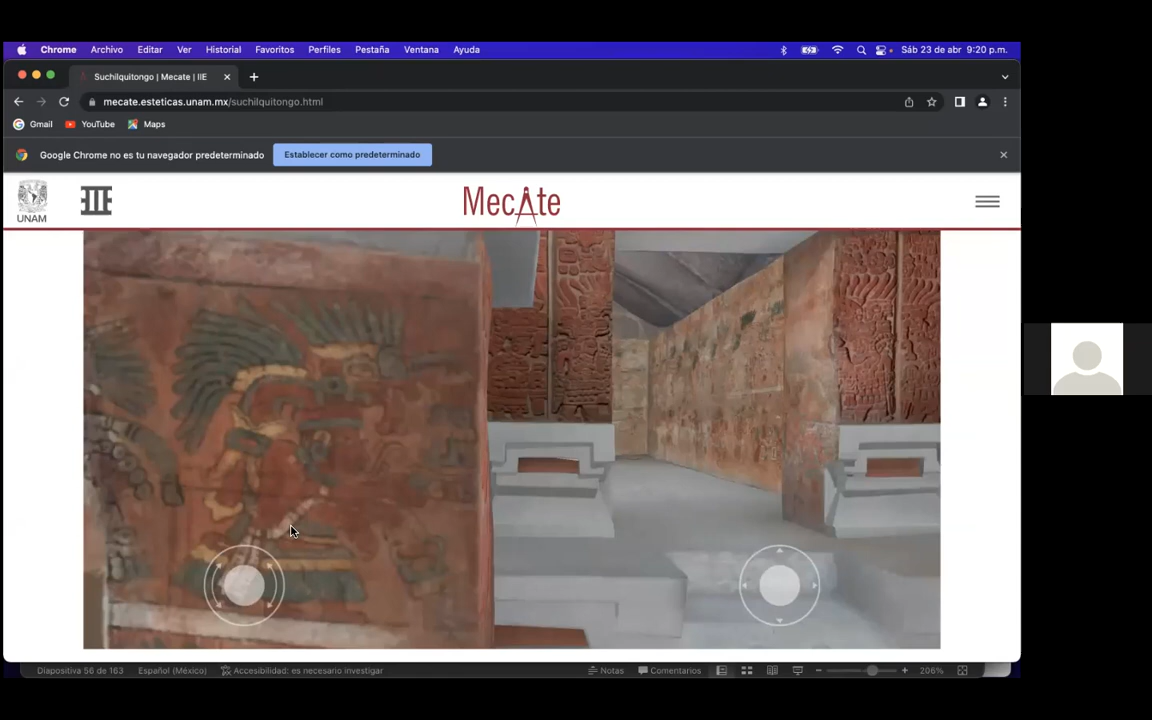 Chrome Archivo Editar Ver Historial Favoritos Perfiles Pestaña Ventana Ayuda Sáb 23 de abr 9:20 p.m.
Suchilquitongo | Mecate | IIE
mecate.esteticas.unam.mx/suchilquitongo.html
Gmail YouTube Maps
Google Chrome no es tu navegador predeterminado Establecer como predeterminado
UNAM
MecAte
Diapositiva 56 de 163 Español (México) Accesibilidad: es necesario investigar Notas Comentarios 206%